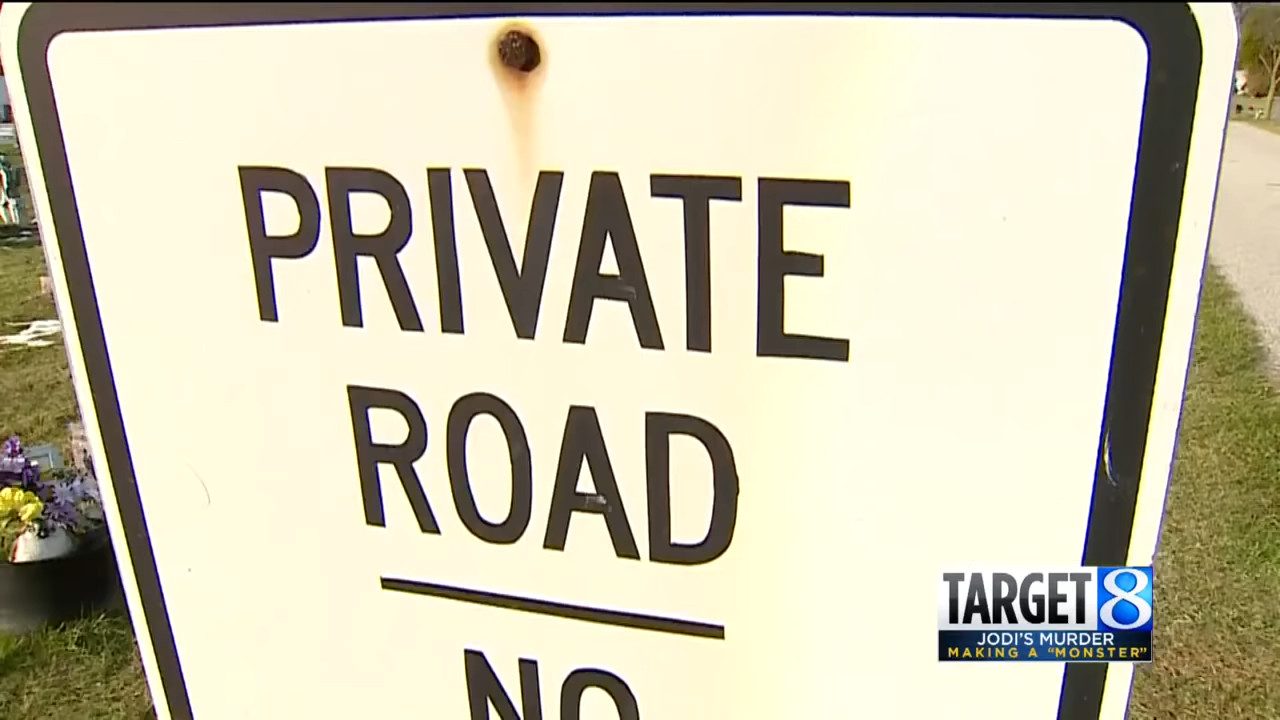 PRIVATE
ROAD
NO
TARGET 8
JODI'S MURDER
MAKING A "MONSTER"